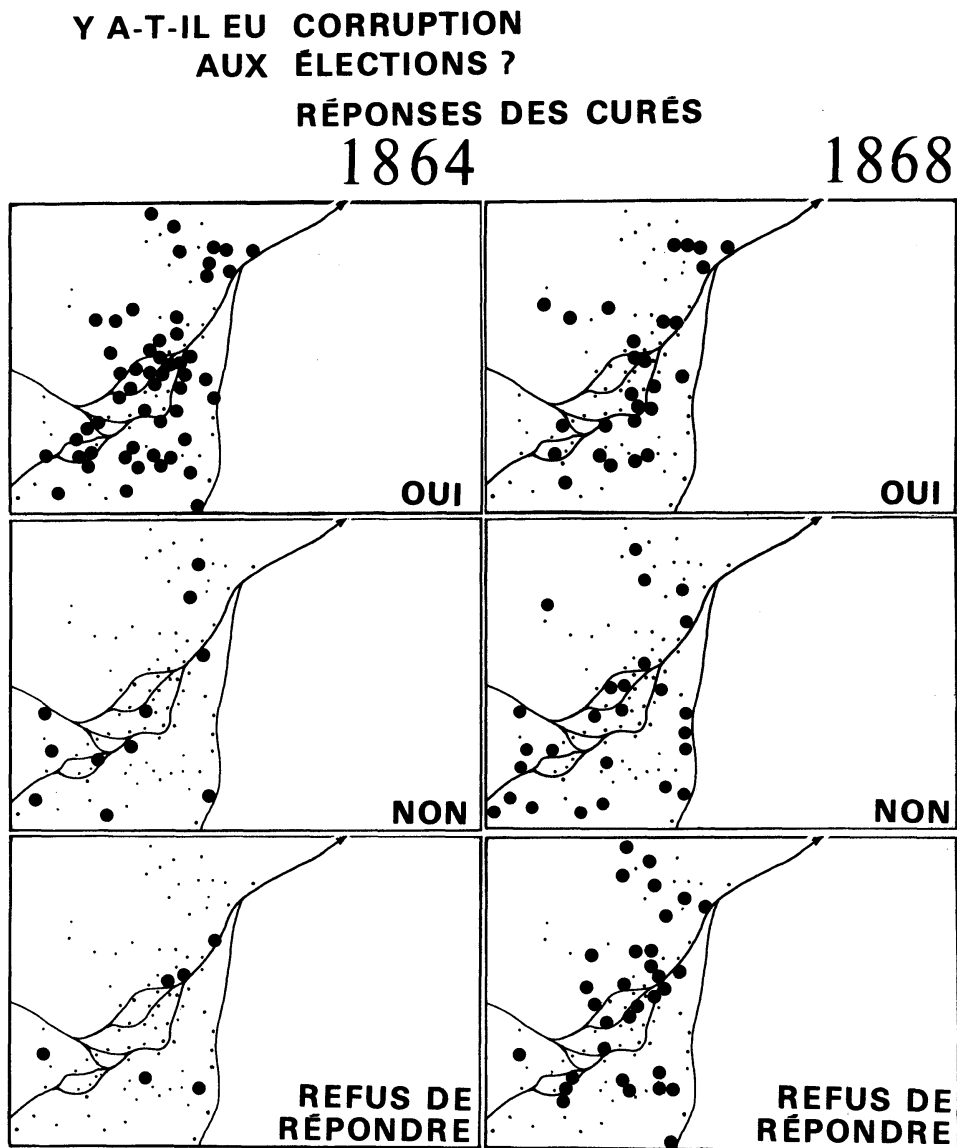 Y A-T-IL EU CORRUPTION
AUX ÉLECTIONS ?
RÉPONSES DES CURÉS
1864
1868
OUI
OUI
NON
NON
REFUS DE
RÉPONDRE
REFUS DE
RÉPONDRE